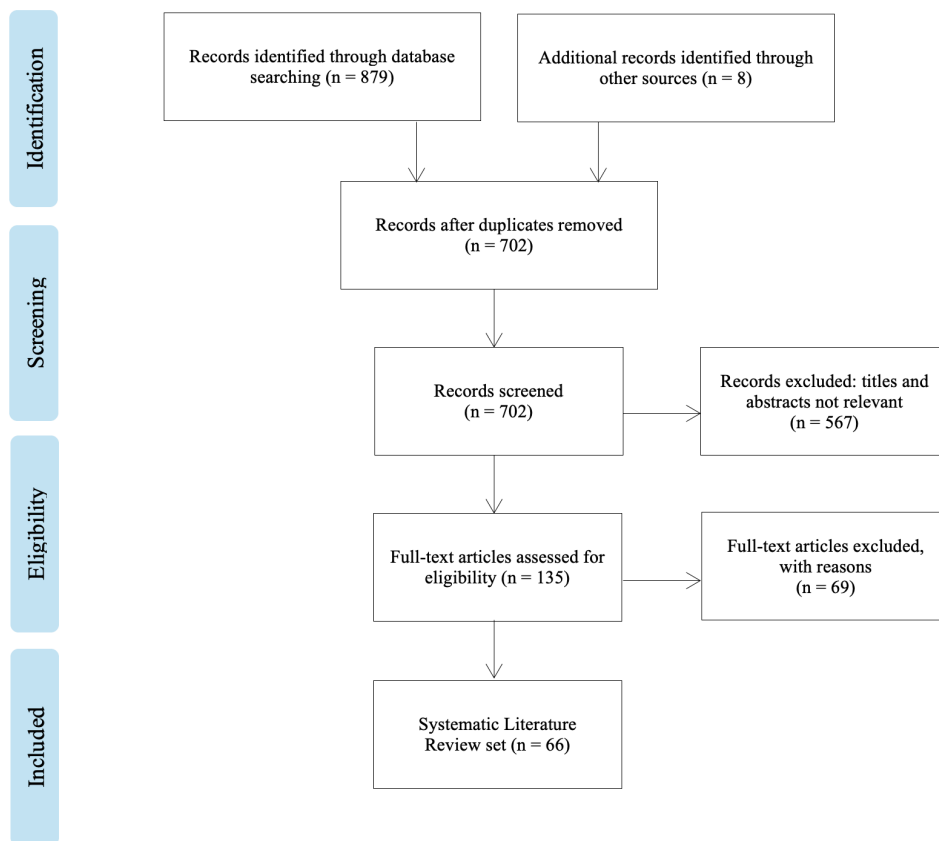 Identification
Records identified through database
searching (n = 879)
Additional records identified through
other sources (n = 8)
Records after duplicates removed
(n = 702)
Screening
Records screened
(n = 702)
Records excluded: titles and
abstracts not relevant
(n = 567)
Eligibility
Full-text articles assessed for
eligibility (n = 135)
Full-text articles excluded,
with reasons
(n = 69)
Included
Systematic Literature
Review set (n = 66)